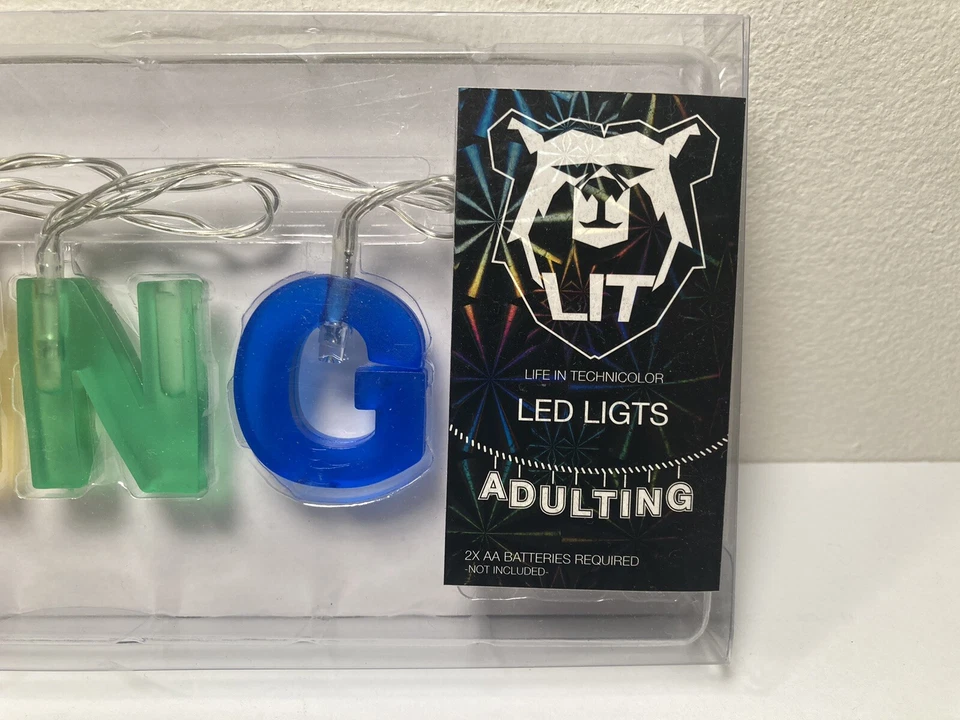 NG
LIT
LIFE IN TECHNICOLOR
LED LIGTS
ADULTING
2X AA BATTERIES REQUIRED
-NOT INCLUDED-